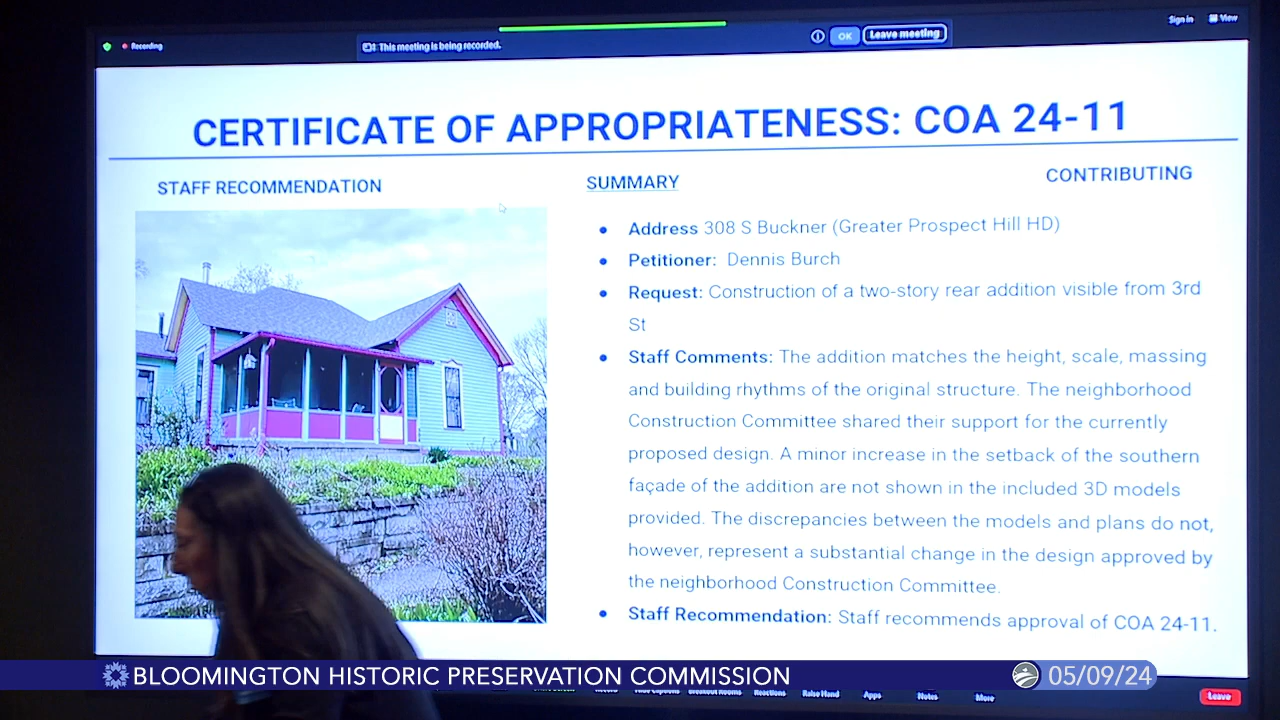 Recording
This meeting is being recorded.
OK
Leave meeting
Sign in
View
CERTIFICATE OF APPROPRIATENESS: COA 24-11
STAFF RECOMMENDATION
SUMMARY
CONTRIBUTING
Address 308 S Buckner (Greater Prospect Hill HD)
Petitioner: Dennis Burch
Request: Construction of a two-story rear addition visible from 3rd
St
Staff Comments: The addition matches the height, scale, massing
and building rhythms of the original structure. The neighborhood
Construction Committee shared their support for the currently
proposed design. A minor increase in the setback of the southern
façade of the addition are not shown in the included 3D models
provided. The discrepancies between the models and plans do not,
however, represent a substantial change in the design approved by
the neighborhood Construction Committee.
Staff Recommendation: Staff recommends approval of COA 24-11.
BLOOMINGTON HISTORIC PRESERVATION COMMISSION
05/09/24
Breakout Rooms
Reactions
Raise Hand
Apps
Notes
More
Leave